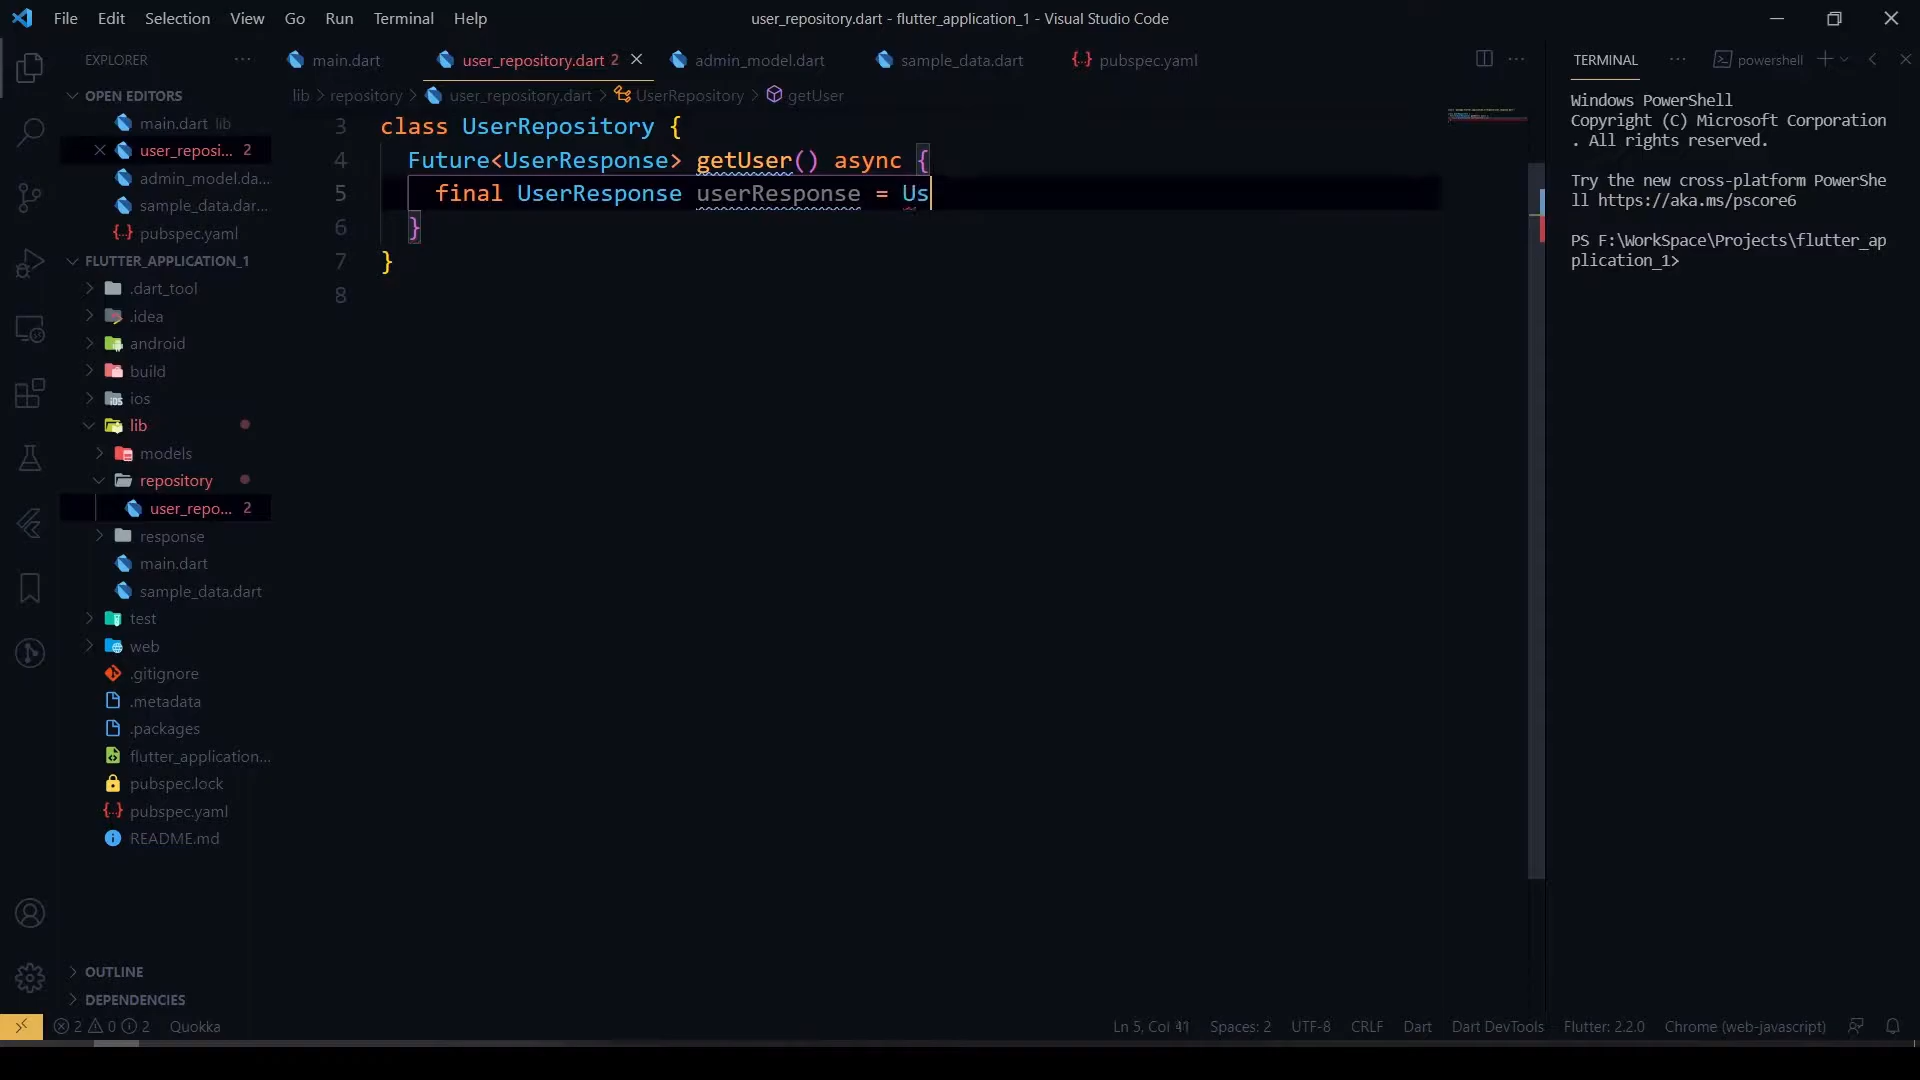 File Edit Selection View Go Run Terminal Help
user_repository.dart - flutter_application_1 - Visual Studio Code
EXPLORER
OPEN EDITORS
main.dart lib
user_reposi... 2
admin_model.da...
sample_data.dar...
pubspec.yaml
FLUTTER_APPLICATION_1
.dart_tool
.idea
android
build
ios
lib
models
repository
user_repo... 2
response
main.dart
sample_data.dart
test
web
.gitignore
.metadata
.packages
flutter_application...
pubspec.lock
pubspec.yaml
README.md
OUTLINE
DEPENDENCIES
main.dart
user_repository.dart 2
admin_model.dart
sample_data.dart
pubspec.yaml
lib > repository > user_repository.dart > UserRepository > getUser
3 class UserRepository {
4 Future<UserResponse> getUser() async {
5 final UserResponse userResponse = Us
6 }
7 }
8
TERMINAL
powershell
Windows PowerShell
Copyright (C) Microsoft Corporation
. All rights reserved.
Try the new cross-platform PowerShe
ll https://aka.ms/pscore6
PS F:\WorkSpace\Projects\flutter_ap
plication_1>
2 0 2 Quokka
Ln 5, Col 41 Spaces: 2 UTF-8 CRLF Dart Dart DevTools Flutter: 2.2.0 Chrome (web-javascript)